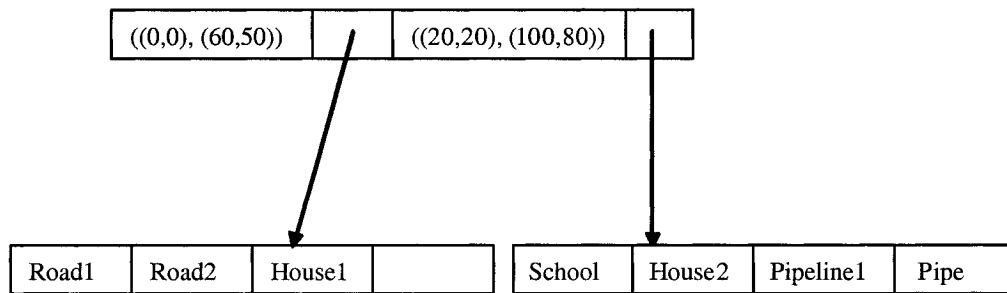 ((0,0), (60,50)) ((20,20), (100,80))
Road1 Road2 House1 School House2 Pipeline1 Pipe